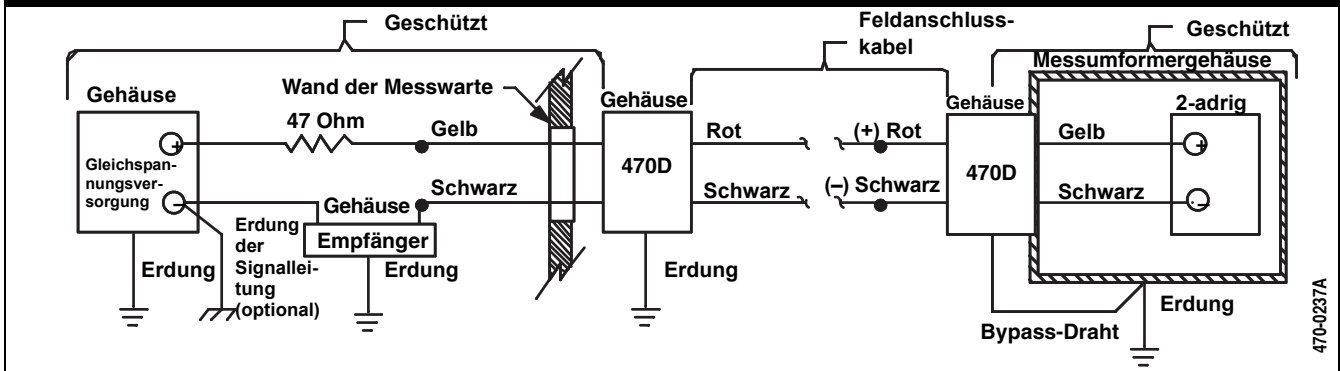 Geschützt
Feldanschluss-
kabel
Geschützt
Messumformergehäuse
Gehäuse
Wand der Messwarte
Gehäuse
Gehäuse
2-adrig
47 Ohm
Gelb
Rot
(+) Rot
Gelb
+
Gleichspan-
nungsver-
sorgung
–
470D
470D
+
–
Schwarz
Schwarz
(–) Schwarz
Schwarz
Gehäuse
Empfänger
Erdung
der
Signallei-
tung
(optional)
Erdung
Erdung
Erdung
Erdung
Bypass-Draht
470-0237A